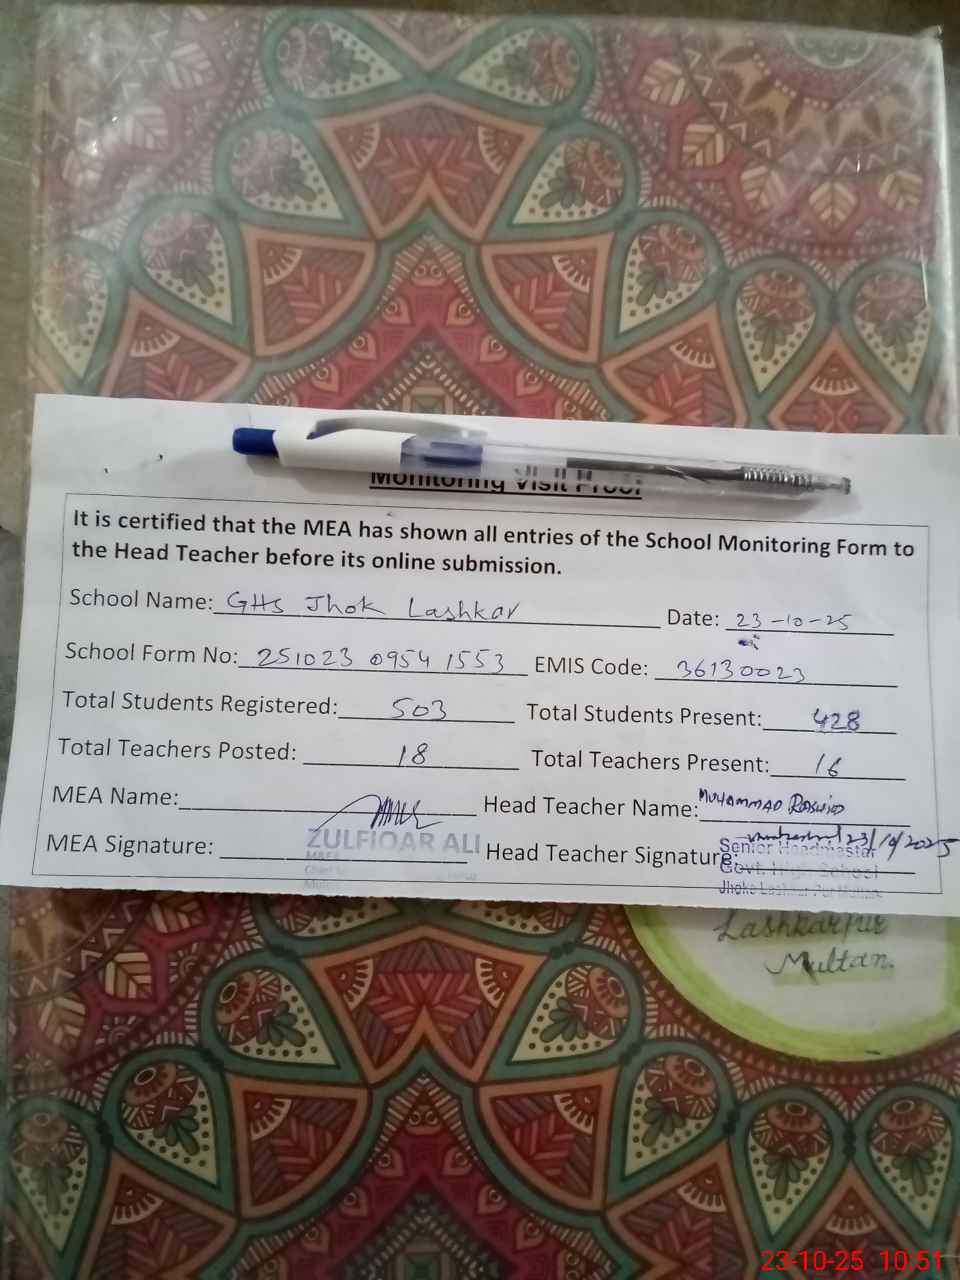 Monitoring Visit Proof
It is certified that the MEA has shown all entries of the School Monitoring Form to
the Head Teacher before its online submission.
School Name: GHS Jhok Lashkar Date: 23-10-25
School Form No: 251023 0954 1553 EMIS Code: 36130023
Total Students Registered: 503 Total Students Present: 428
Total Teachers Posted: 18 Total Teachers Present: 16
MEA Name: Head Teacher Name: MUHAMMAD RASHID
23/10/2025
ZULFIQAR ALI
MEA Signature: Head Teacher Signature:
Senior Headmaster
Govt. High School
Jhoke Lashkar Pur Multan
Lashkarpur
Multan.
23-10-25 10:51